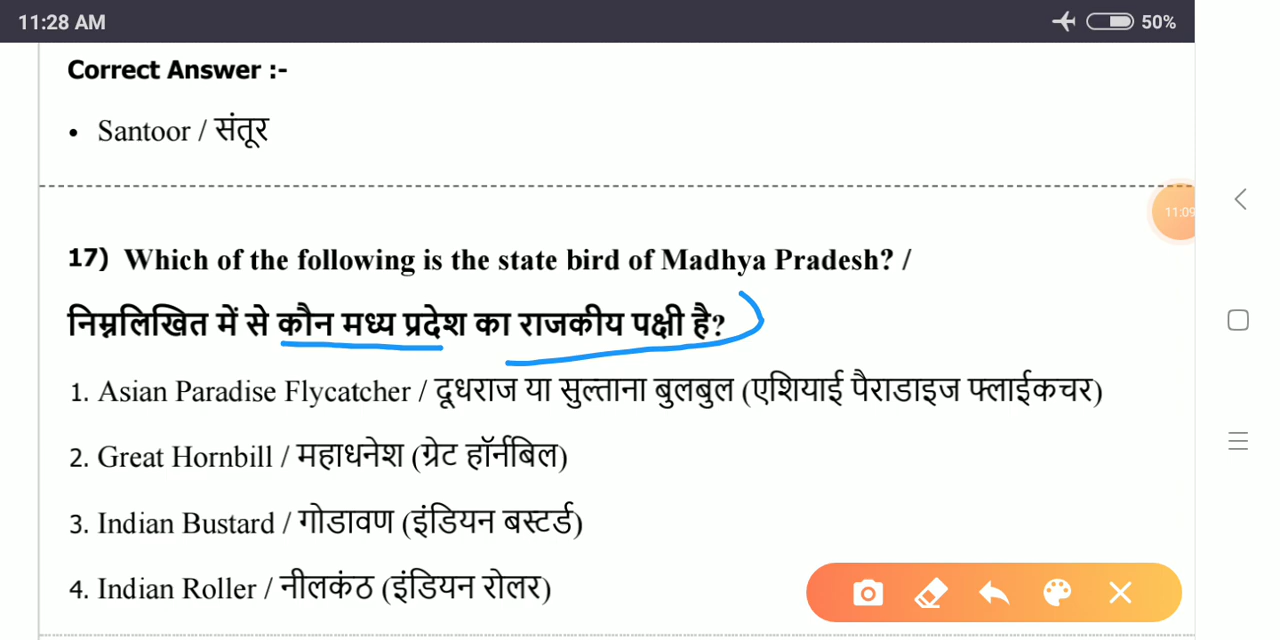 11:28 AM 50%
Correct Answer :-
• Santoor / संतूर
11:09
17) Which of the following is the state bird of Madhya Pradesh? /
निम्नलिखित में से कौन मध्य प्रदेश का राजकीय पक्षी है?
1. Asian Paradise Flycatcher / दूधराज या सुल्ताना बुलबुल (एशियाई पैराडाइज फ्लाईकचर)
2. Great Hornbill / महाधनेश (ग्रेट हॉर्नबिल)
3. Indian Bustard / गोडावण (इंडियन बस्टर्ड)
4. Indian Roller / नीलकंठ (इंडियन रोलर)